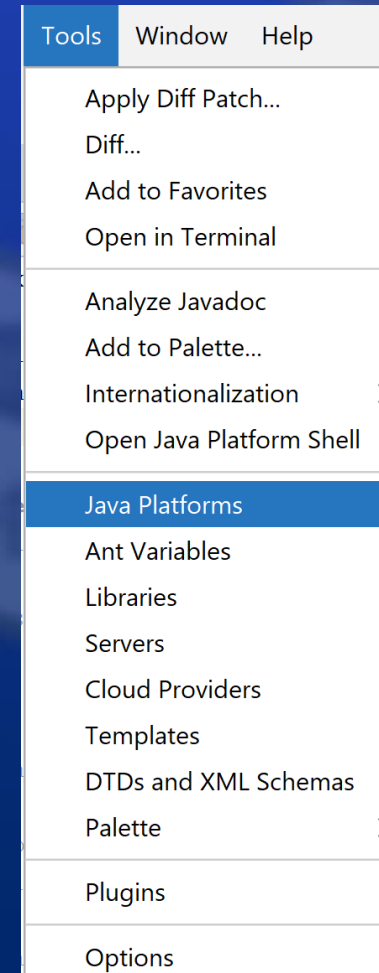 Tools Window Help
Apply Diff Patch...
Diff...
Add to Favorites
Open in Terminal
Analyze Javadoc
Add to Palette...
Internationalization
Open Java Platform Shell
Java Platforms
Ant Variables
Libraries
Servers
Cloud Providers
Templates
DTDs and XML Schemas
Palette
Plugins
Options